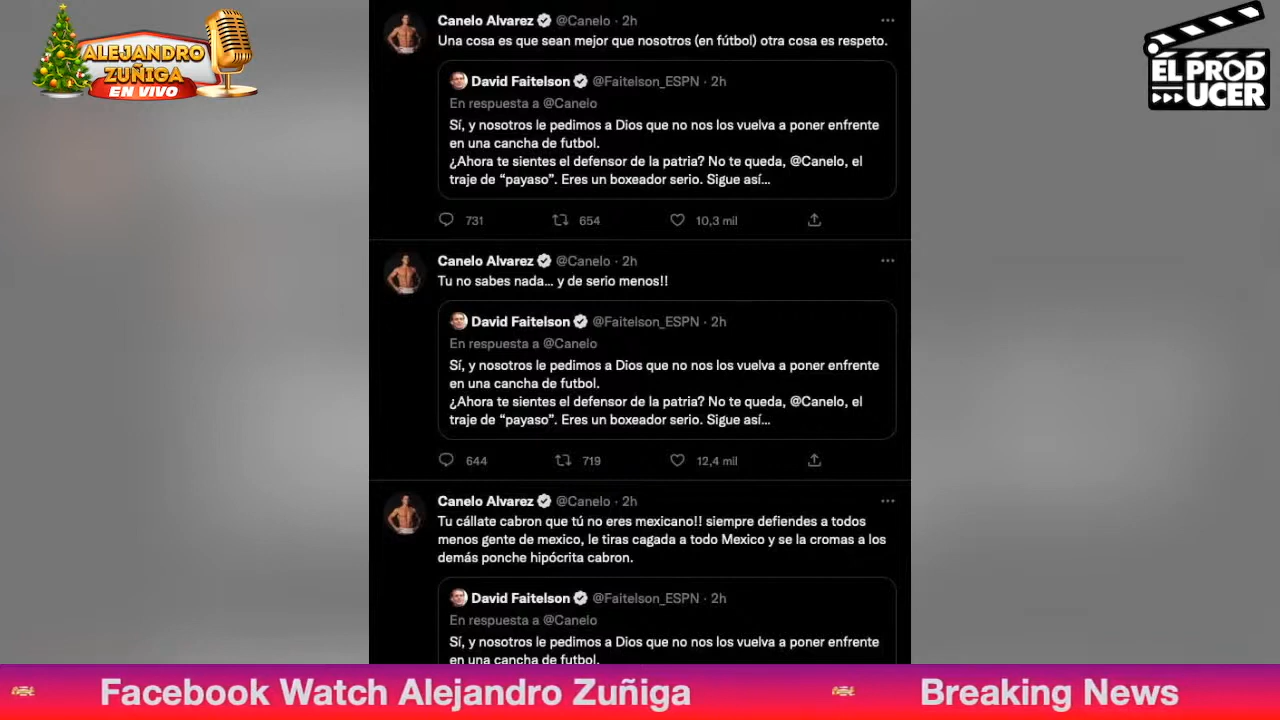 ALEJANDRO
ZUÑIGA
EN VIVO
EL PROD
UCER
Canelo Alvarez @Canelo · 2h
Una cosa es que sean mejor que nosotros (en fútbol) otra cosa es respeto.
David Faitelson @Faitelson_ESPN · 2h
En respuesta a @Canelo
Sí, y nosotros le pedimos a Dios que no nos los vuelva a poner enfrente
en una cancha de futbol.
¿Ahora te sientes el defensor de la patria? No te queda, @Canelo, el
traje de “payaso”. Eres un boxeador serio. Sigue así...
731 654 10,3 mil
Canelo Alvarez @Canelo · 2h
Tu no sabes nada... y de serio menos!!
David Faitelson @Faitelson_ESPN · 2h
En respuesta a @Canelo
Sí, y nosotros le pedimos a Dios que no nos los vuelva a poner enfrente
en una cancha de futbol.
¿Ahora te sientes el defensor de la patria? No te queda, @Canelo, el
traje de “payaso”. Eres un boxeador serio. Sigue así...
644 719 12,4 mil
Canelo Alvarez @Canelo · 2h
Tu cállate cabron que tú no eres mexicano!! siempre defiendes a todos
menos gente de mexico, le tiras cagada a todo Mexico y se la cromas a los
demás ponche hipócrita cabron.
David Faitelson @Faitelson_ESPN · 2h
En respuesta a @Canelo
Sí, y nosotros le pedimos a Dios que no nos los vuelva a poner enfrente
en una cancha de futbol.
Facebook Watch Alejandro Zuñiga Breaking News